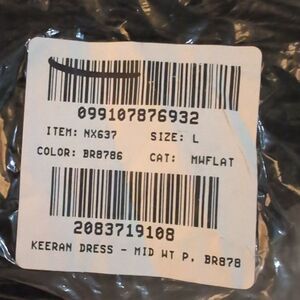 099107876932
ITEM: NX637 SIZE: L
COLOR: BR8786 CAT: MWFLAT
2083719108
KEERAN DRESS - MID WT P. BR878